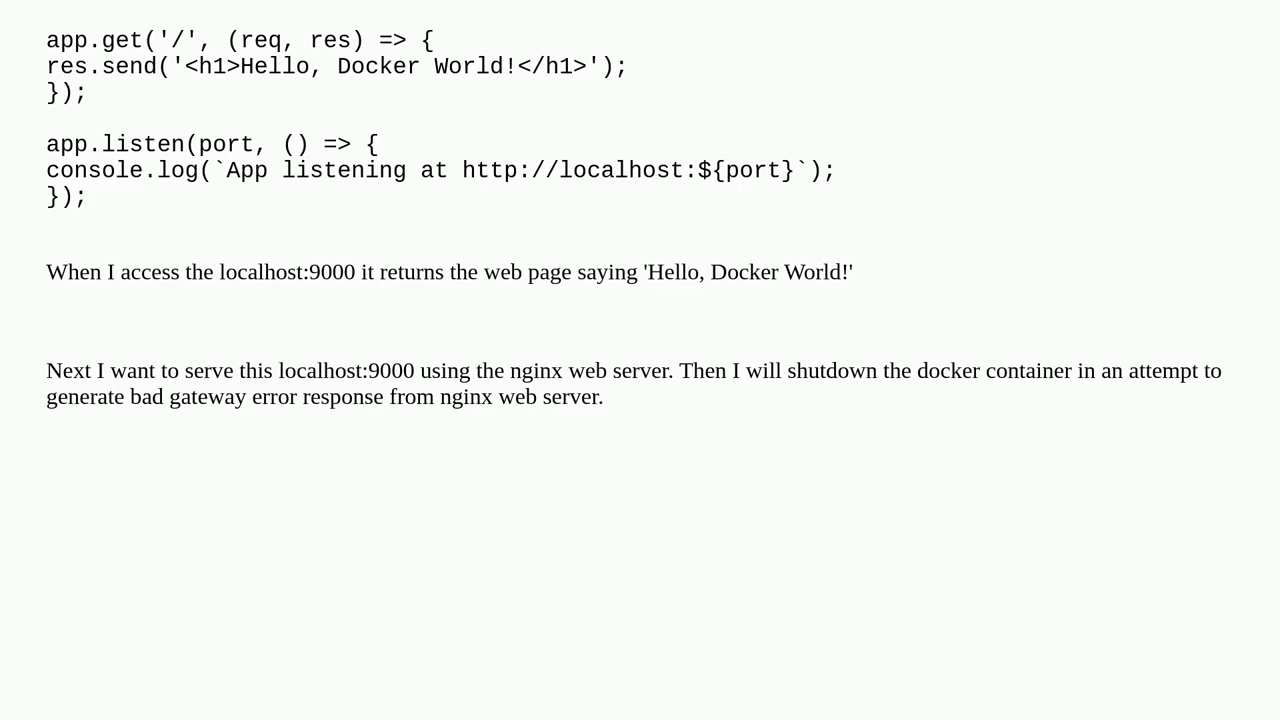 app.get('/', (req, res) => {
res.send('<h1>Hello, Docker World!</h1>');
});
app.listen(port, () => {
console.log(`App listening at http://localhost:${port}`);
});
When I access the localhost:9000 it returns the web page saying 'Hello, Docker World!'
Next I want to serve this localhost:9000 using the nginx web server. Then I will shutdown the docker container in an attempt to
generate bad gateway error response from nginx web server.